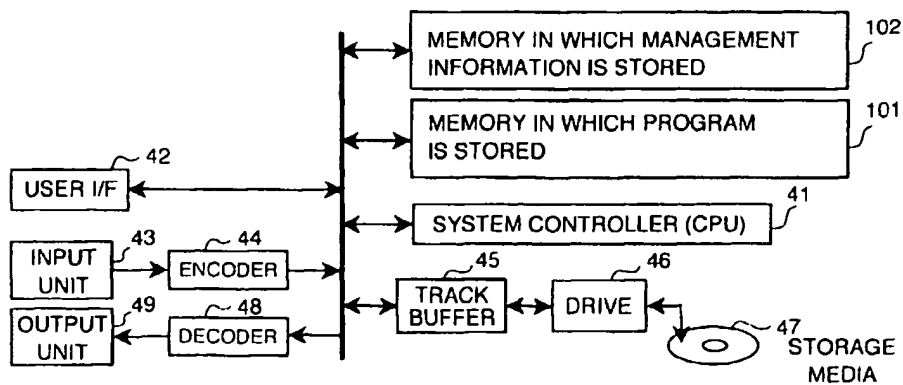 MEMORY IN WHICH MANAGEMENT
INFORMATION IS STORED
102
MEMORY IN WHICH PROGRAM
IS STORED
101
42
USER I/F
SYSTEM CONTROLLER (CPU)
41
43
INPUT
UNIT
44
ENCODER
45
TRACK
BUFFER
46
DRIVE
49
OUTPUT
UNIT
48
DECODER
47
STORAGE
MEDIA